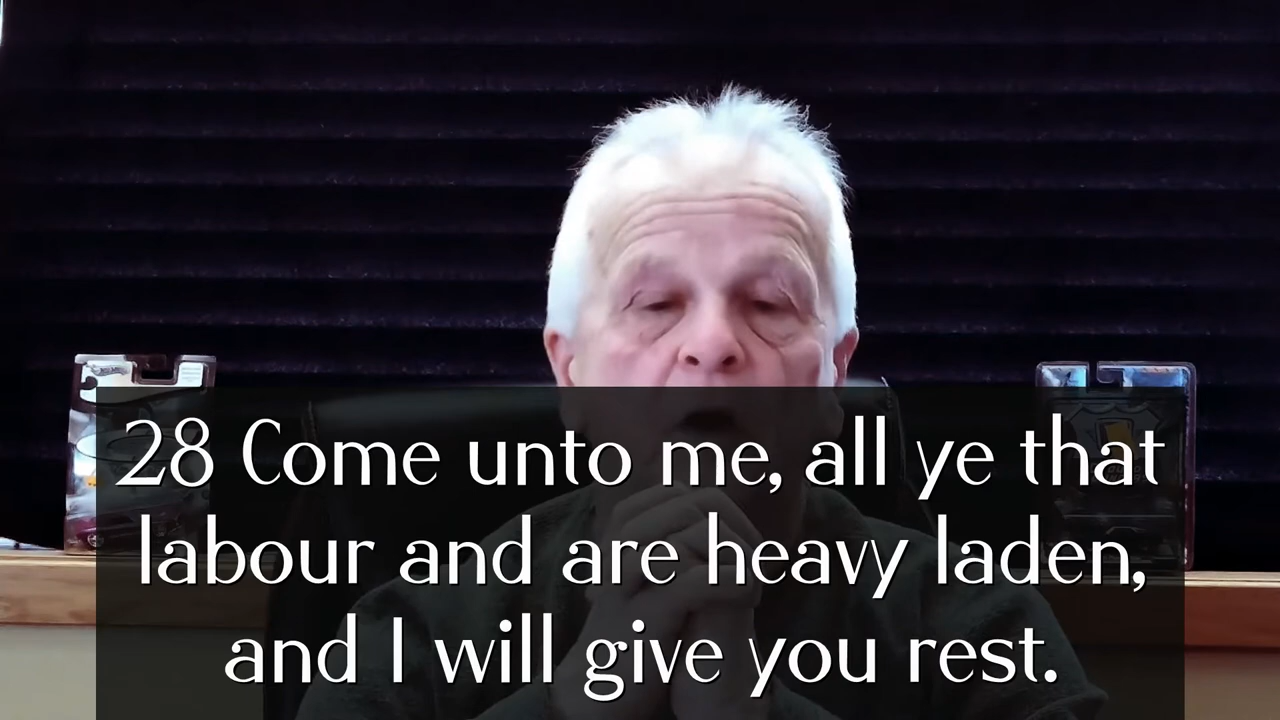 28 Come unto me, all ye that
labour and are heavy laden,
and I will give you rest.